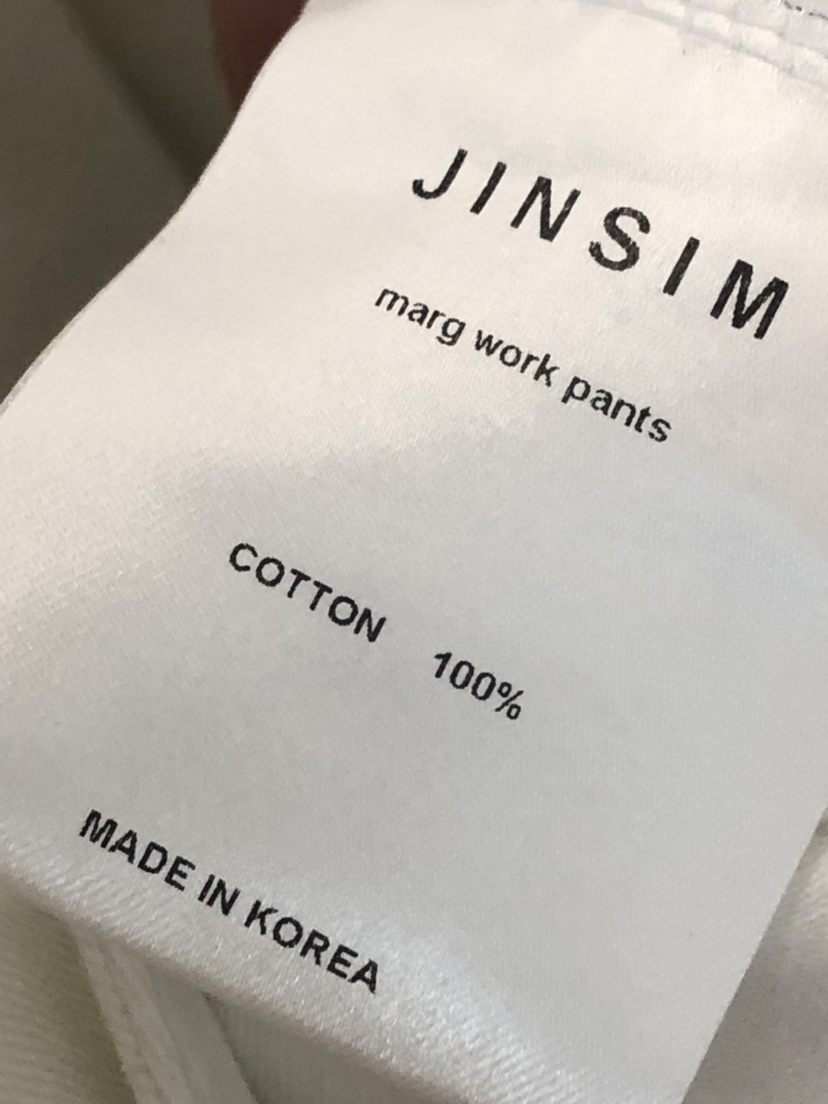 JINSIM
marg work pants
COTTON 100%
MADE IN KOREA